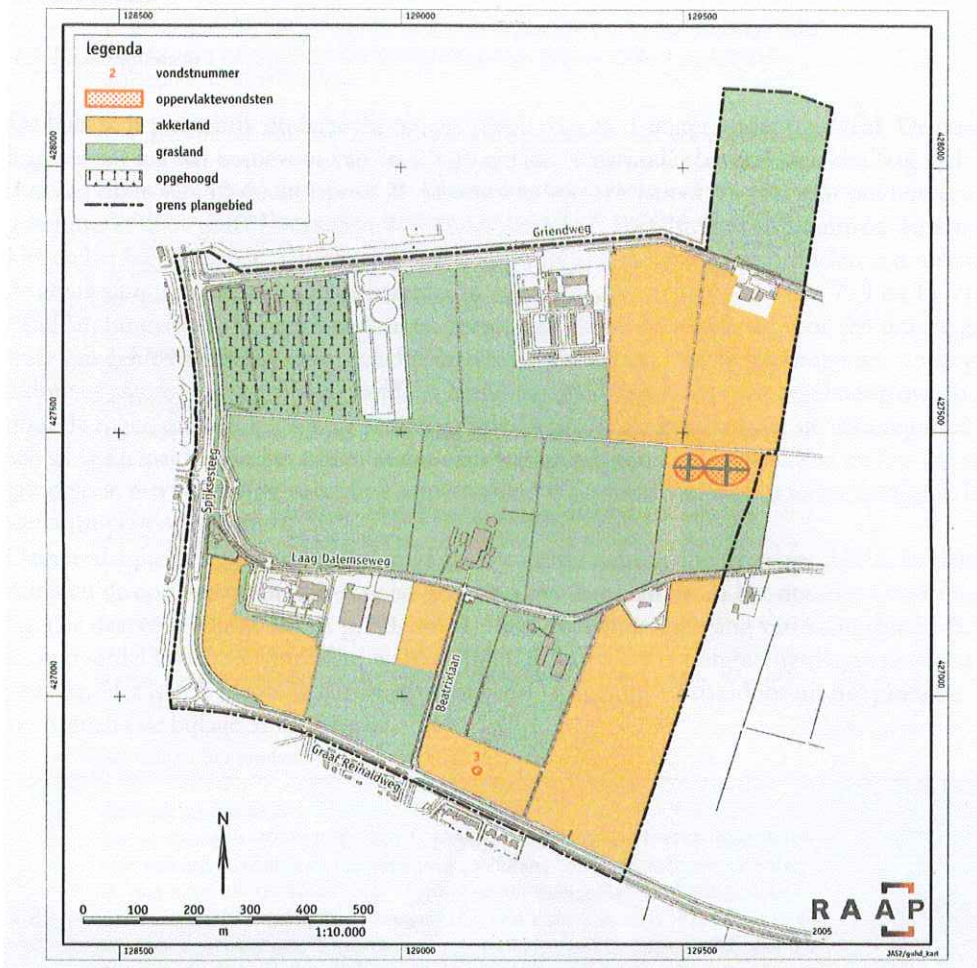 128500
129000
129500
legenda
2 vondstnummer
oppervlaktevondsten
akkerland
grasland
opgehoogd
grens plangebied
428000
428000
Griendweg
427500
427500
Spijksesteeg
Laag Dalemseweg
427000
427000
Beatrixlaan
3
Graaf Reinaldweg
N
0 100 200 300 400 500
m 1:10.000
RAAP
2005
128500
129000
129500